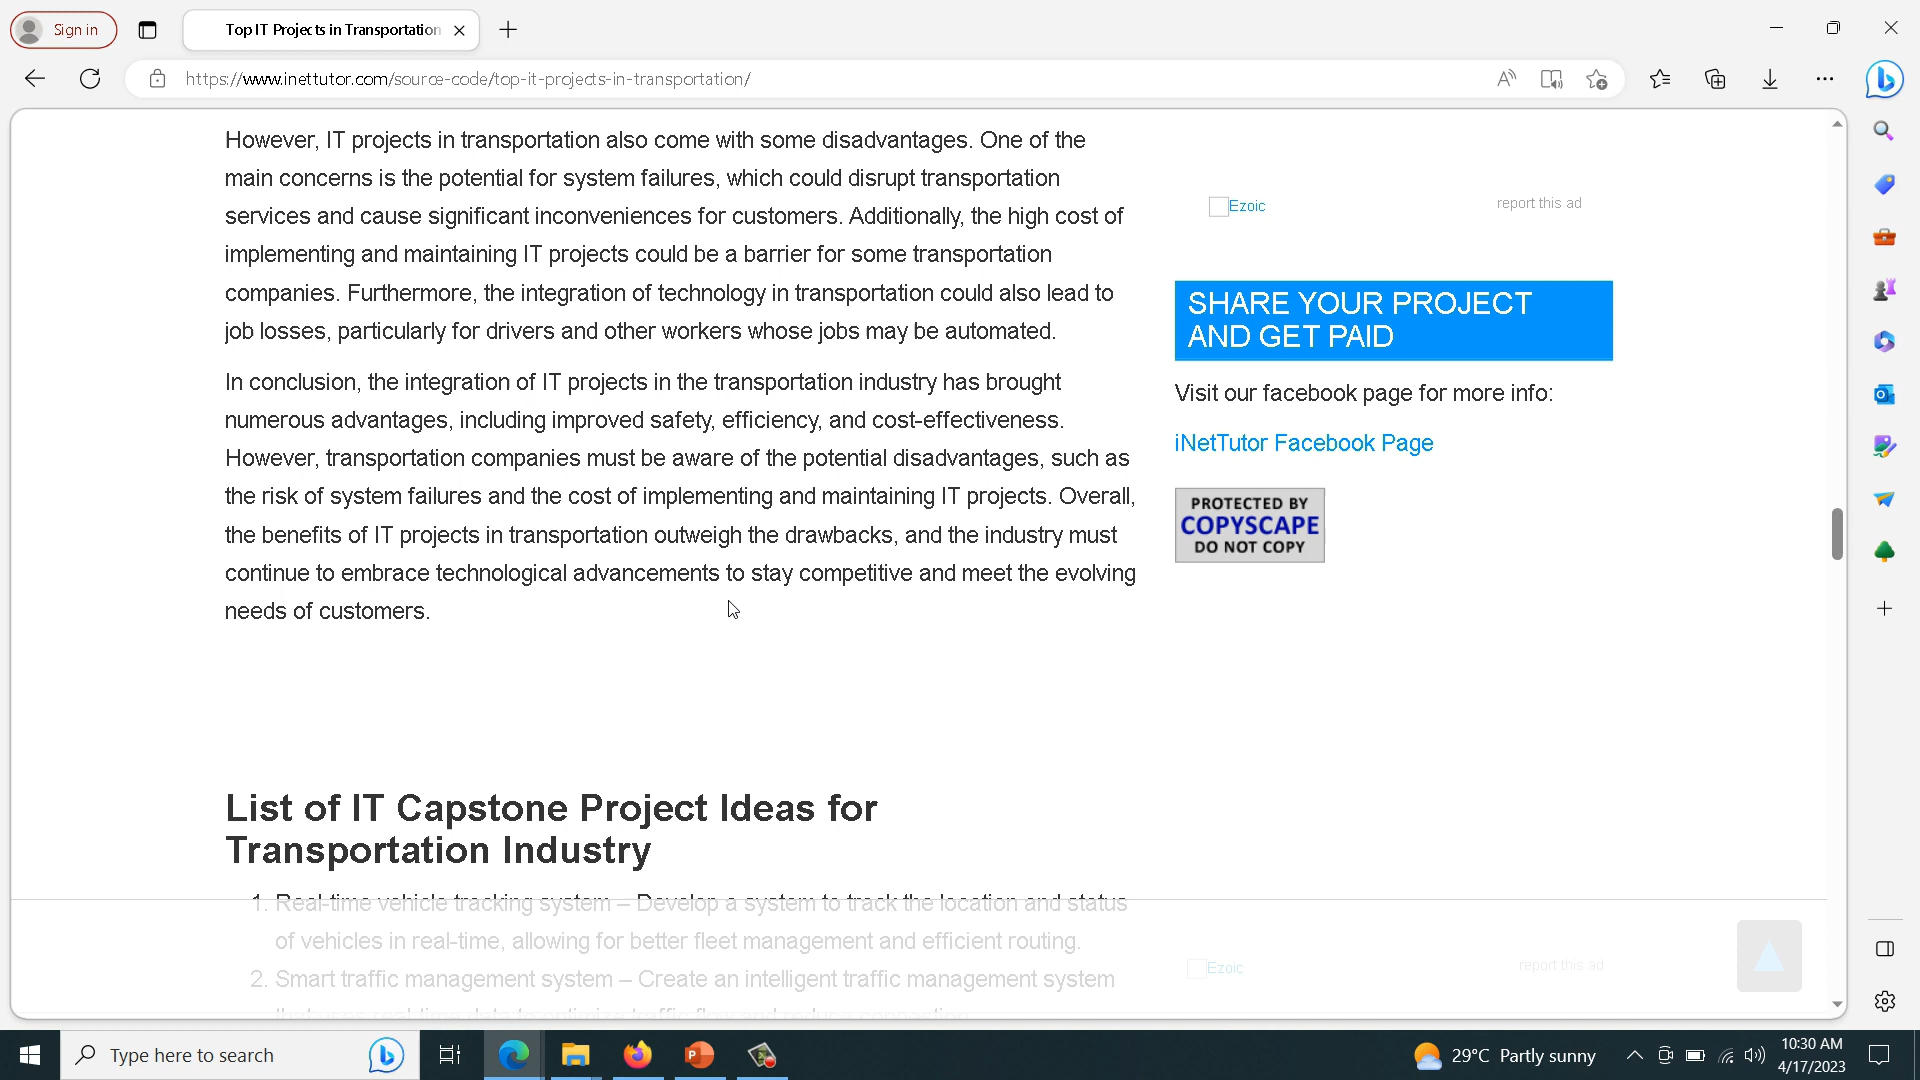 Sign in
Top IT Projects in Transportation
https://www.inettutor.com/source-code/top-it-projects-in-transportation/
However, IT projects in transportation also come with some disadvantages. One of the
main concerns is the potential for system failures, which could disrupt transportation
services and cause significant inconveniences for customers. Additionally, the high cost of
implementing and maintaining IT projects could be a barrier for some transportation
companies. Furthermore, the integration of technology in transportation could also lead to
job losses, particularly for drivers and other workers whose jobs may be automated.
In conclusion, the integration of IT projects in the transportation industry has brought
numerous advantages, including improved safety, efficiency, and cost-effectiveness.
However, transportation companies must be aware of the potential disadvantages, such as
the risk of system failures and the cost of implementing and maintaining IT projects. Overall,
the benefits of IT projects in transportation outweigh the drawbacks, and the industry must
continue to embrace technological advancements to stay competitive and meet the evolving
needs of customers.
List of IT Capstone Project Ideas for
Transportation Industry
1. Real-time vehicle tracking system – Develop a system to track the location and status
of vehicles in real-time, allowing for better fleet management and efficient routing.
2. Smart traffic management system – Create an intelligent traffic management system
that uses real-time data to optimize traffic flow and reduce congestion.
Ezoic
report this ad
SHARE YOUR PROJECT
AND GET PAID
Visit our facebook page for more info:
iNetTutor Facebook Page
PROTECTED BY
COPYSCAPE
DO NOT COPY
Ezoic
report this ad
Type here to search
29°C Partly sunny
10:30 AM
4/17/2023